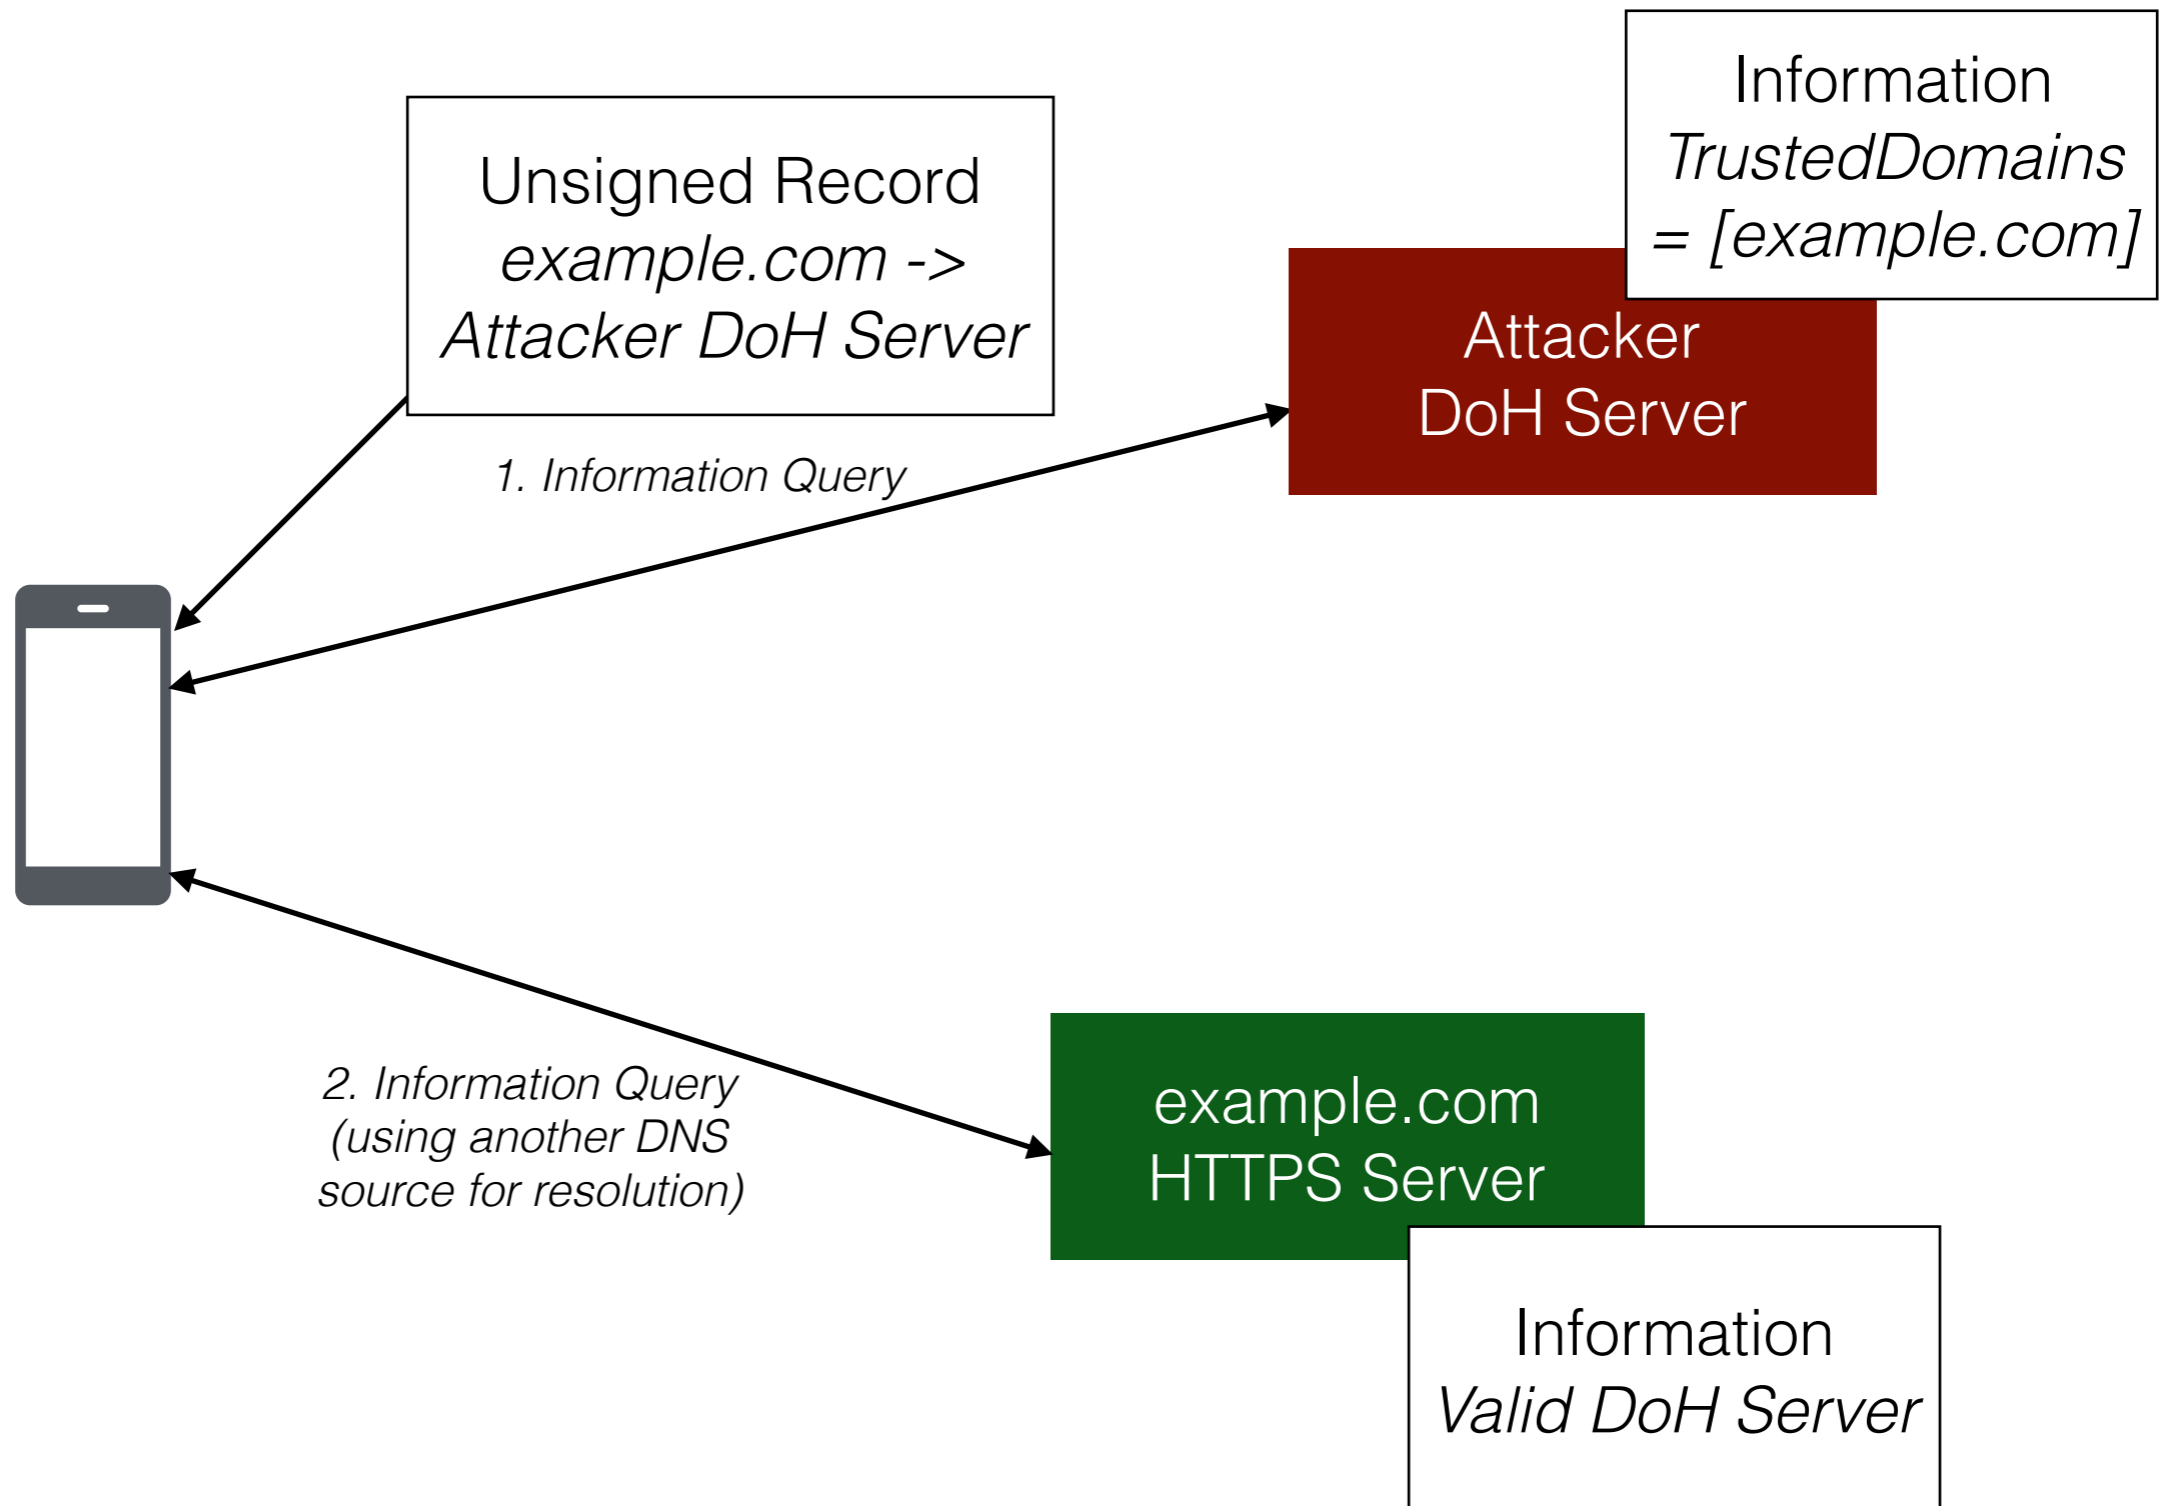 Information
TrustedDomains
= [example.com]
Unsigned Record
example.com ->
Attacker DoH Server
Attacker
DoH Server
1. Information Query
2. Information Query
(using another DNS
source for resolution)
example.com
HTTPS Server
Information
Valid DoH Server